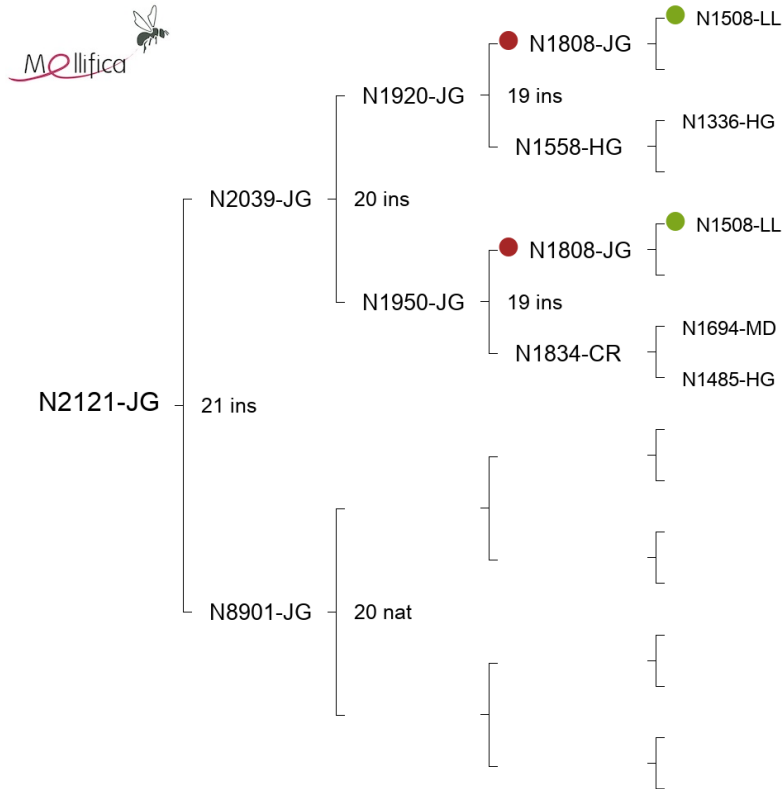 Mellifica
N1508-LL
N1808-JG
N1920-JG
19 ins
N1336-HG
N1558-HG
N2039-JG
20 ins
N1508-LL
N1808-JG
N1950-JG
19 ins
N1694-MD
N1834-CR
N1485-HG
N2121-JG
21 ins
N8901-JG
20 nat